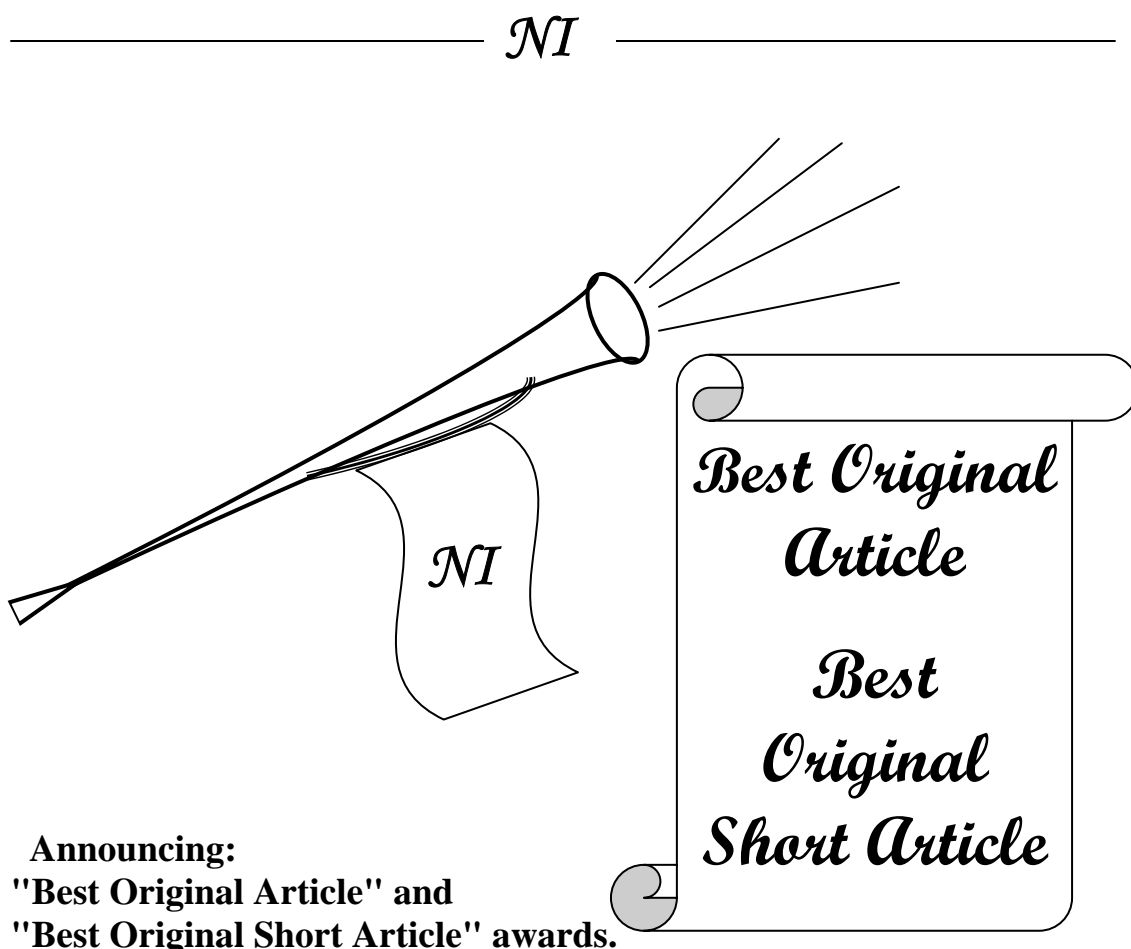 NI
NI
Best Original
Article
Best
Original
Short Article
Announcing:
"Best Original Article" and
"Best Original Short Article" awards.